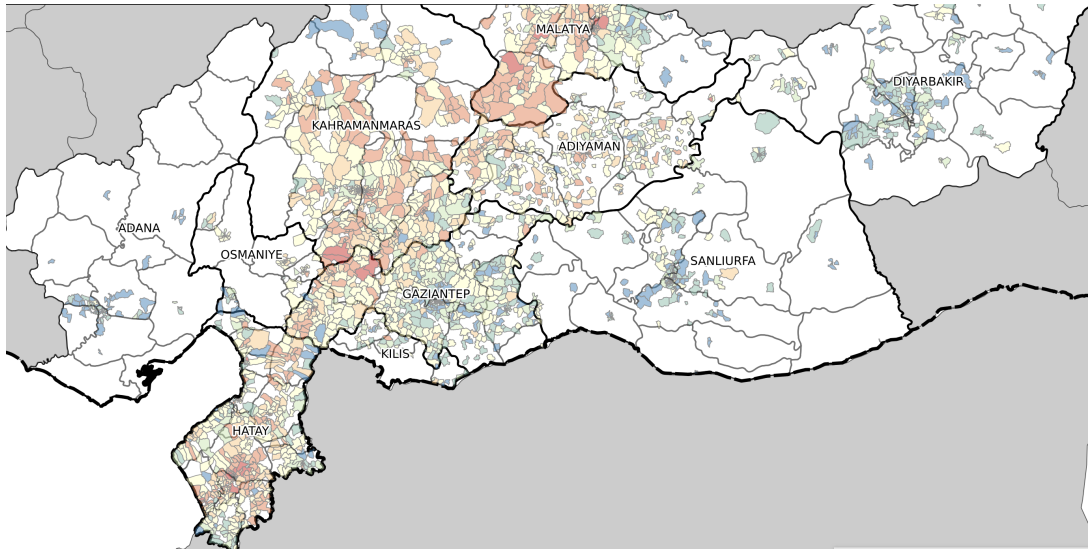 MALATYA
DIYARBAKIR
KAHRAMANMARAS
ADIYAMAN
ADANA
OSMANIYE
SANLIURFA
GAZIANTEP
KILIS
HATAY